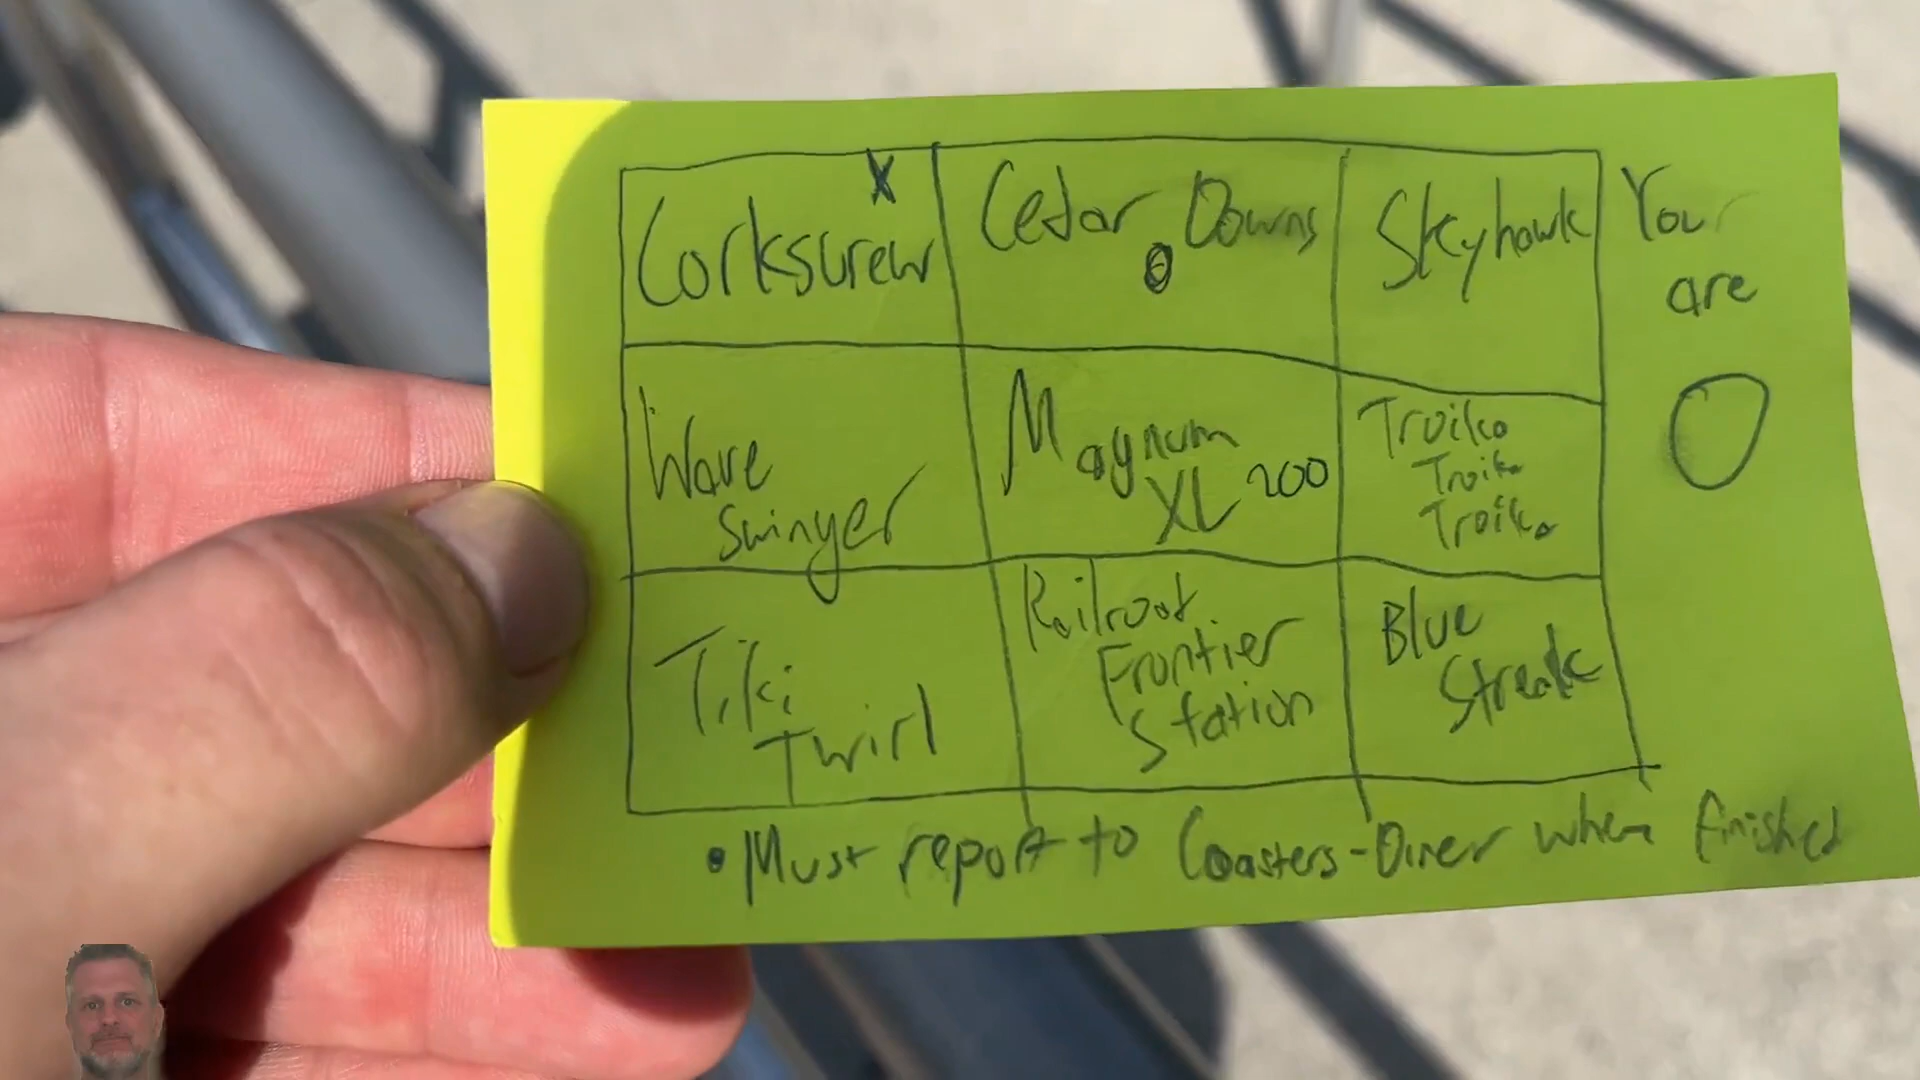 X
Corkscrew
Cedar Downs
O
Skyhawk
Wave
Swinger
Magnum
XL 200
Troika
Troika
Troika
Tiki
Twirl
Railroad
Frontier
Station
Blue
Streak
You
are
O
• Must report to Coasters-Diner when finished